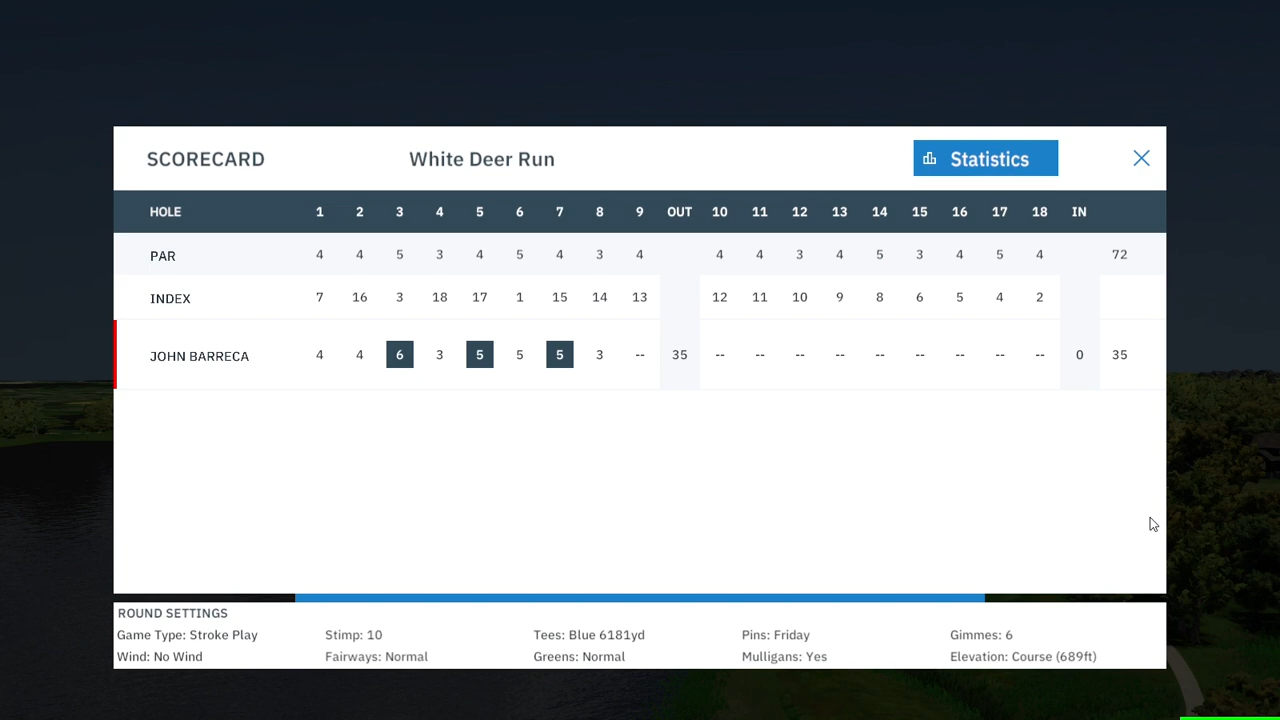 SCORECARD White Deer Run Statistics
HOLE 1 2 3 4 5 6 7 8 9 OUT 10 11 12 13 14 15 16 17 18 IN
PAR 4 4 5 3 4 5 4 3 4 4 4 3 4 5 3 4 5 4 72
INDEX 7 16 3 18 17 1 15 14 13 12 11 10 9 8 6 5 4 2
JOHN BARRECA 4 4 6 3 5 5 5 3 -- 35 -- -- -- -- -- -- -- -- -- 0 35
ROUND SETTINGS
Game Type: Stroke Play Stimp: 10 Tees: Blue 6181yd Pins: Friday Gimmes: 6
Wind: No Wind Fairways: Normal Greens: Normal Mulligans: Yes Elevation: Course (689ft)